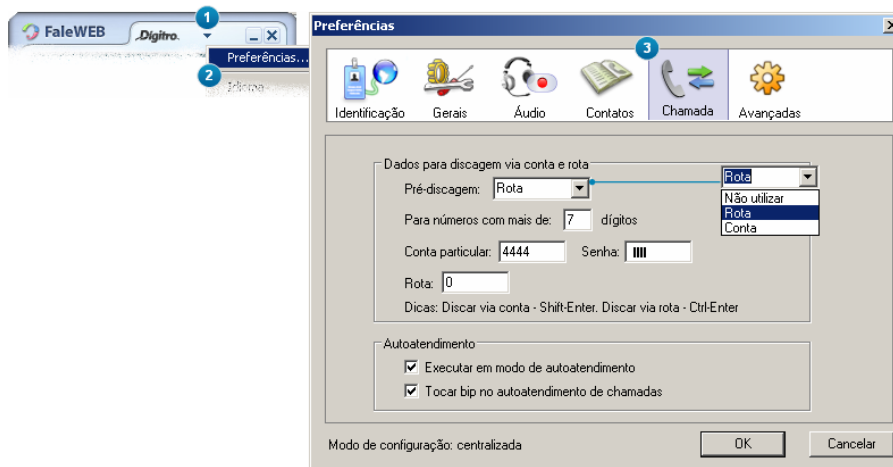 1
FaleWEB Dígitro
Preferências...
2
Idioma
Preferências
3
Identificação Gerais Áudio Contatos Chamada Avançadas
Dados para discagem via conta e rota
Pré-discagem: Rota
Rota
Não utilizar
Rota
Conta
Para números com mais de: 7 dígitos
Conta particular: 4444 Senha:
Rota: 0
Dicas: Discar via conta - Shift-Enter. Discar via rota - Ctrl-Enter
Autoatendimento
Executar em modo de autoatendimento
Tocar bip no autoatendimento de chamadas
Modo de configuração: centralizada OK Cancelar